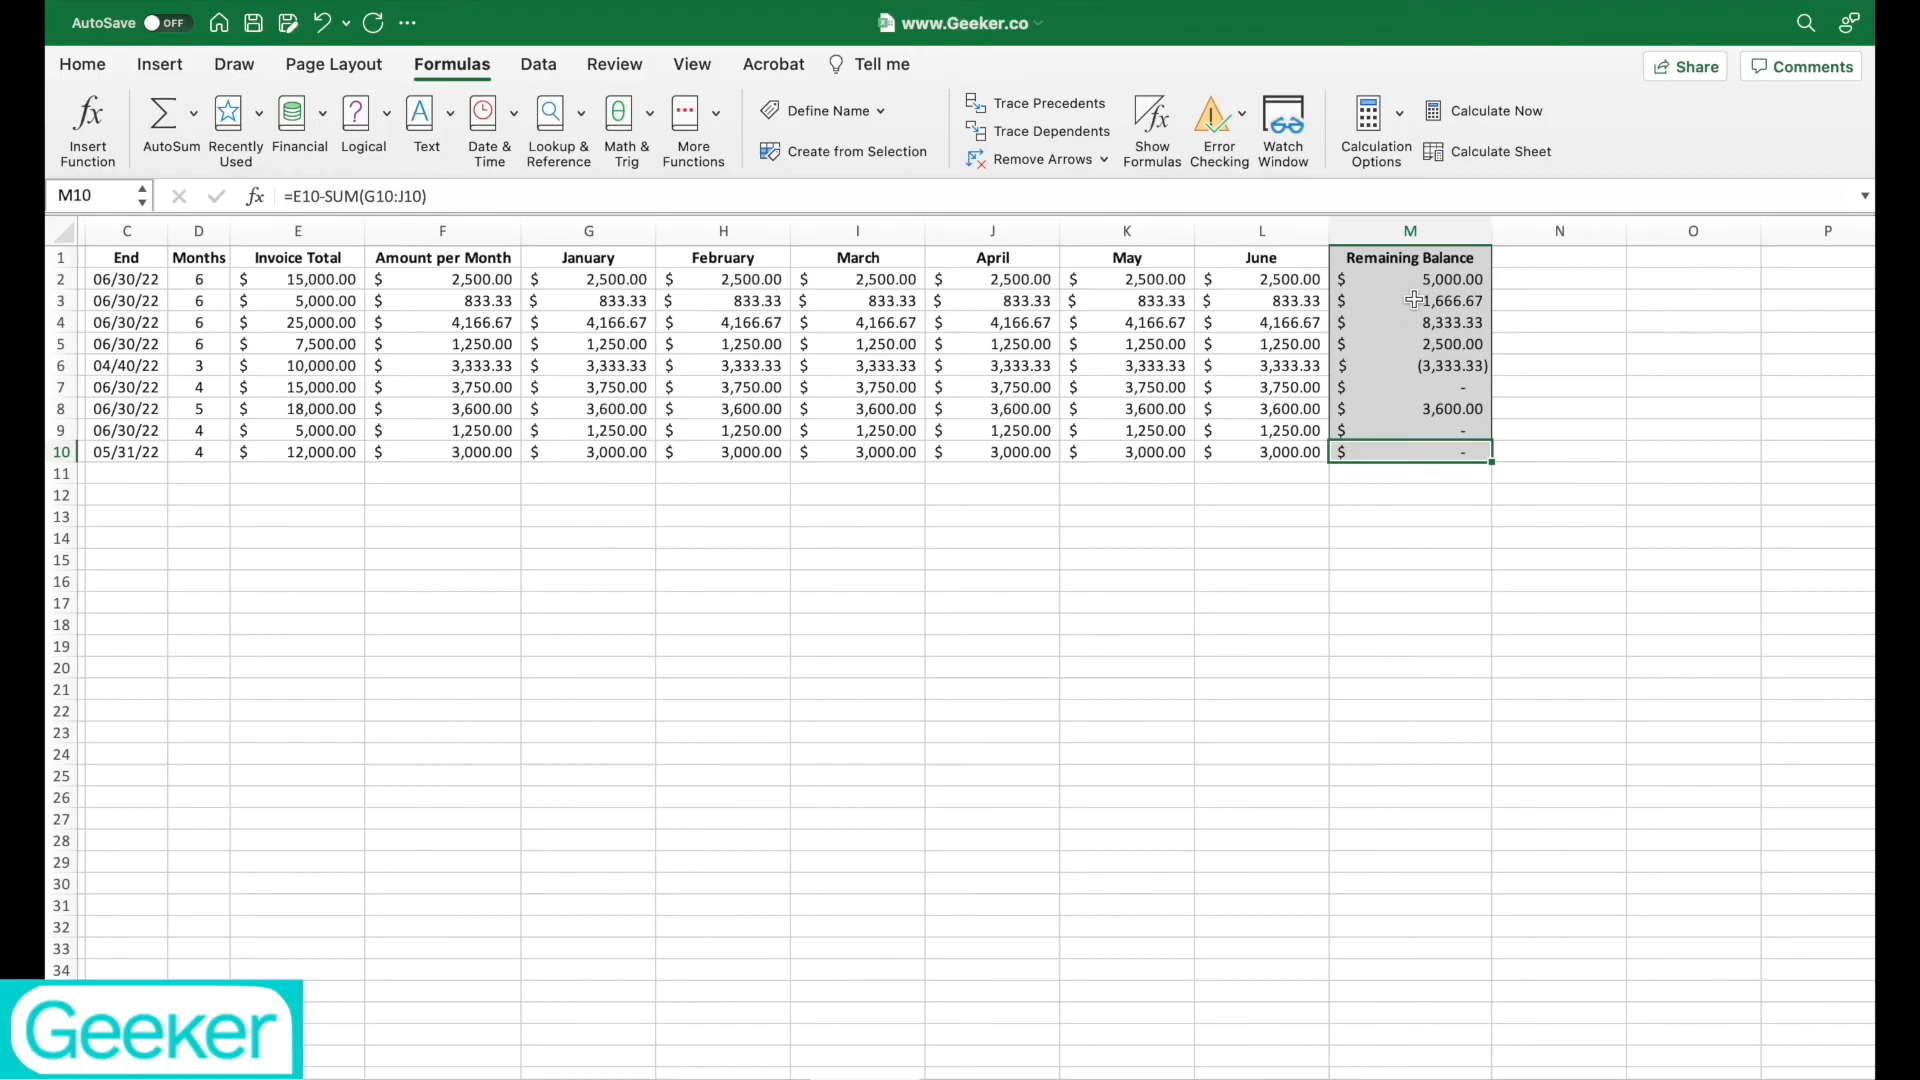 AutoSave OFF www.Geeker.co
Home Insert Draw Page Layout Formulas Data Review View Acrobat Tell me Share Comments
Insert Function AutoSum Recently Used Financial Logical Text Date & Time Lookup & Reference Math & Trig More Functions
Define Name
Create from Selection
Trace Precedents
Trace Dependents
Remove Arrows
Show Formulas Error Checking Watch Window Calculation Options
Calculate Now
Calculate Sheet
M10 fx =E10-SUM(G10:J10)
C D E F G H I J K L M N O P
1 End Months Invoice Total Amount per Month January February March April May June Remaining Balance
2 06/30/22 6 $ 15,000.00 $ 2,500.00 $ 2,500.00 $ 2,500.00 $ 2,500.00 $ 2,500.00 $ 2,500.00 $ 2,500.00 $ 5,000.00
3 06/30/22 6 $ 5,000.00 $ 833.33 $ 833.33 $ 833.33 $ 833.33 $ 833.33 $ 833.33 $ 833.33 $ 1,666.67
4 06/30/22 6 $ 25,000.00 $ 4,166.67 $ 4,166.67 $ 4,166.67 $ 4,166.67 $ 4,166.67 $ 4,166.67 $ 4,166.67 $ 8,333.33
5 06/30/22 6 $ 7,500.00 $ 1,250.00 $ 1,250.00 $ 1,250.00 $ 1,250.00 $ 1,250.00 $ 1,250.00 $ 1,250.00 $ 2,500.00
6 04/40/22 3 $ 10,000.00 $ 3,333.33 $ 3,333.33 $ 3,333.33 $ 3,333.33 $ 3,333.33 $ 3,333.33 $ 3,333.33 $ (3,333.33)
7 06/30/22 4 $ 15,000.00 $ 3,750.00 $ 3,750.00 $ 3,750.00 $ 3,750.00 $ 3,750.00 $ 3,750.00 $ 3,750.00 $ -
8 06/30/22 5 $ 18,000.00 $ 3,600.00 $ 3,600.00 $ 3,600.00 $ 3,600.00 $ 3,600.00 $ 3,600.00 $ 3,600.00 $ 3,600.00
9 06/30/22 4 $ 5,000.00 $ 1,250.00 $ 1,250.00 $ 1,250.00 $ 1,250.00 $ 1,250.00 $ 1,250.00 $ 1,250.00 $ -
10 05/31/22 4 $ 12,000.00 $ 3,000.00 $ 3,000.00 $ 3,000.00 $ 3,000.00 $ 3,000.00 $ 3,000.00 $ 3,000.00 $ -
11
12
13
14
15
16
17
18
19
20
21
22
23
24
25
26
27
28
29
30
31
32
33
34
Geeker